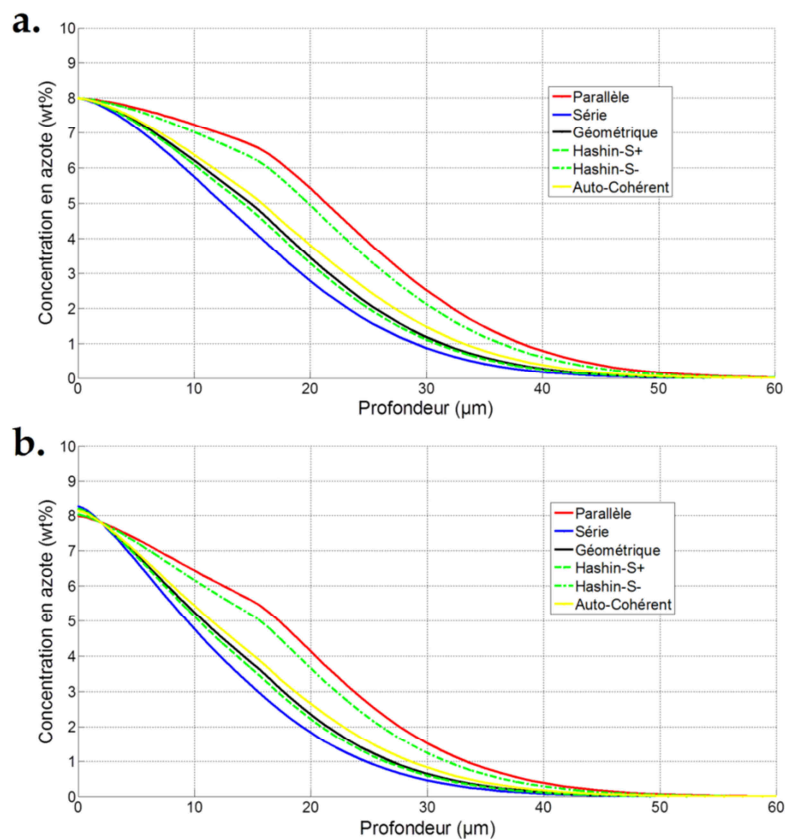 a.
10
9
8
7
6
5
4
3
2
1
0
Concentration en azote (wt%)
Parallèle
Série
Géométrique
Hashin-S+
Hashin-S-
Auto-Cohérent
0 10 20 30 40 50 60
Profondeur (µm)
b.
10
9
8
7
6
5
4
3
2
1
0
Concentration en azote (wt%)
Parallèle
Série
Géométrique
Hashin-S+
Hashin-S-
Auto-Cohérent
0 10 20 30 40 50 60
Profondeur (µm)